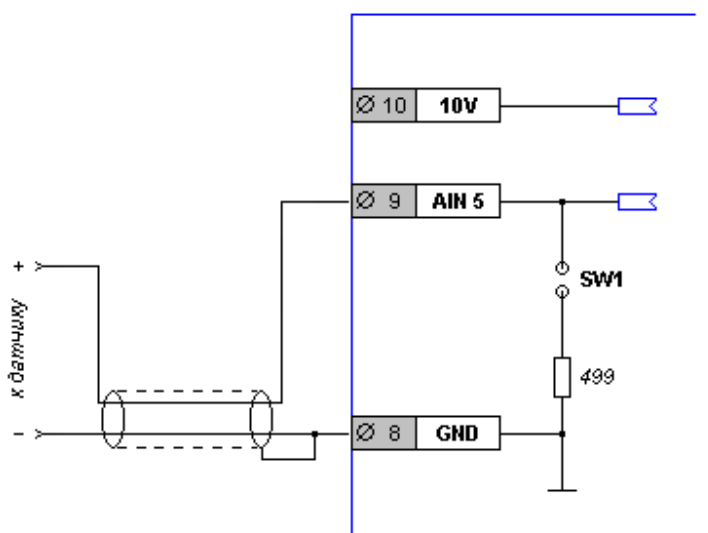 Ø 10 10V
Ø 9 AIN 5
+
SW1
к датчику
499
–
Ø 8 GND